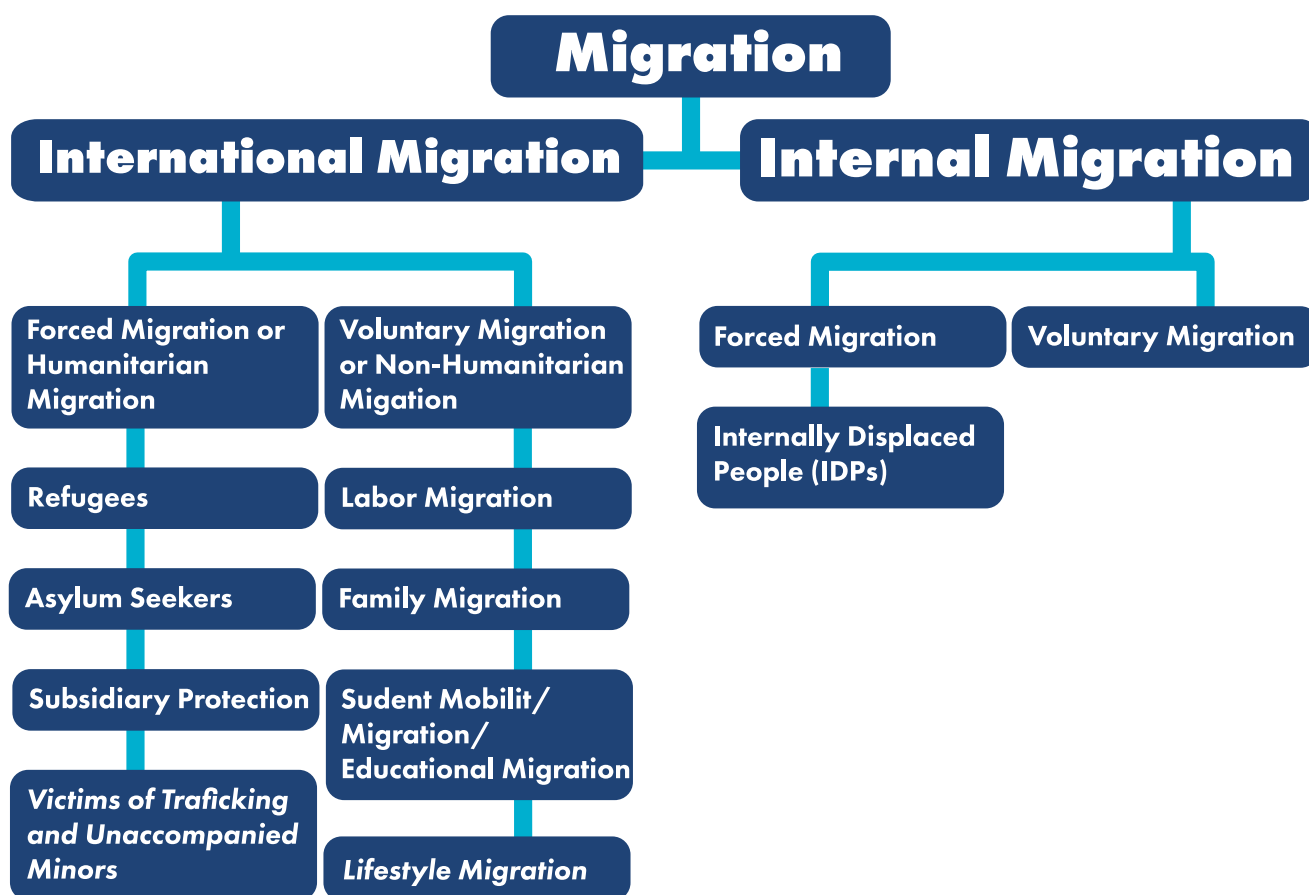 Migration
International Migration
Internal Migration
Forced Migration or
Humanitarian
Migration
Refugees
Asylum Seekers
Subsidiary Protection
Victims of Traficking
and Unaccompanied
Minors
Voluntary Migration
or Non-Humanitarian
Migation
Labor Migration
Family Migration
Sudent Mobilit/
Migration/
Educational Migration
Lifestyle Migration
Forced Migration
Internally Displaced
People (IDPs)
Voluntary Migration